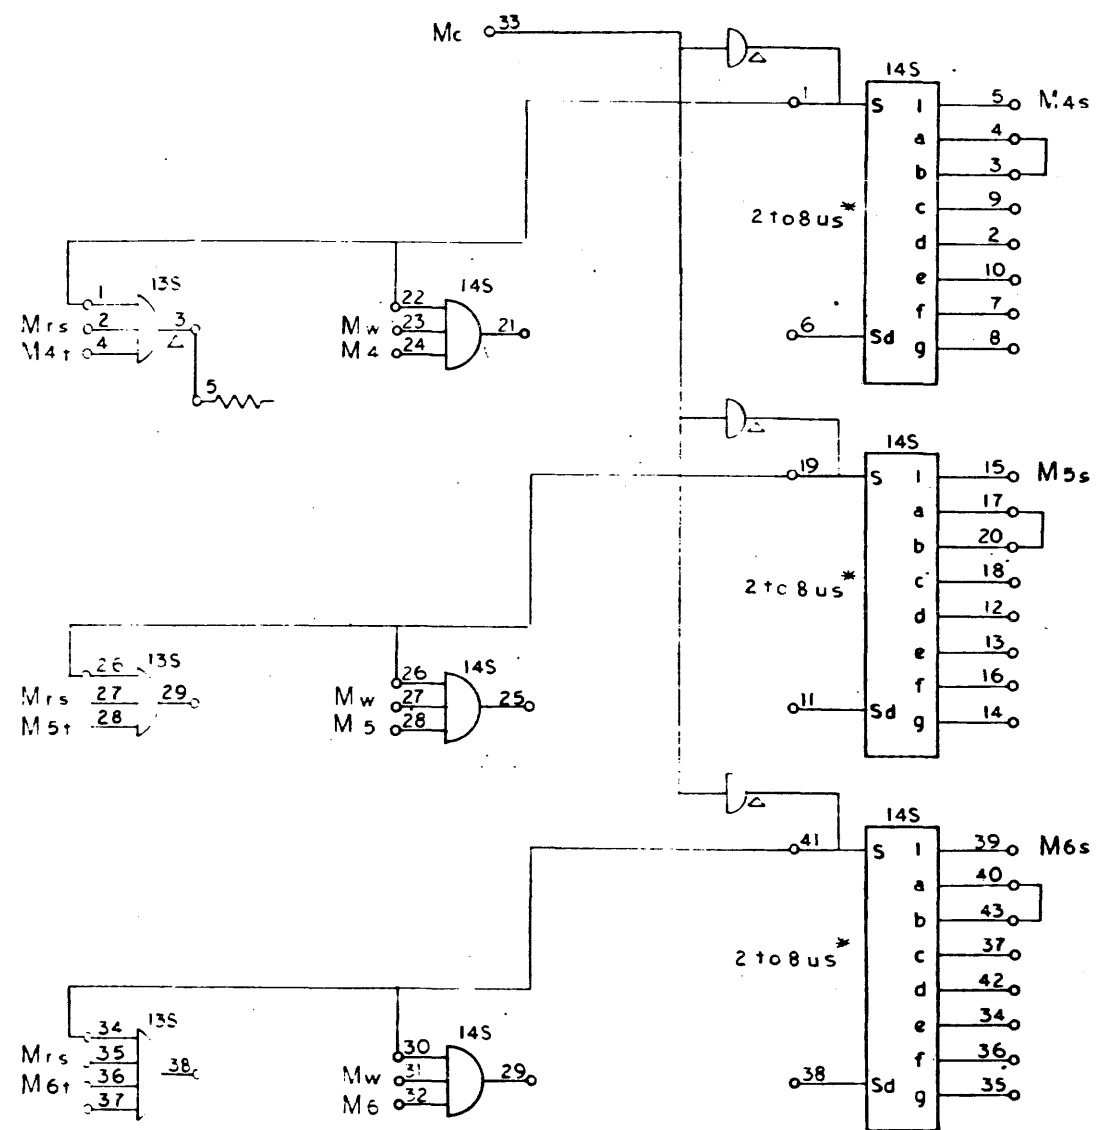 Mc 33
14S
1 S 1 5 M4s
a 4
b 3
2 to 8 us* c 9
d 2
13S e 10
1 14S f 7
Mrs 2 3 22
M4t 4 Mw 23 21 6 Sd g 8
M4 24
5
14S
19 S 1 15 M5s
a 17
b 20
2 to 8 us* c 18
d 12
26 13S 14S e 13
Mrs 27 29 26 f 16
M5t 28 Mw 27 25 11 Sd g 14
M5 28
14S
41 S 1 39 M6s
a 40
b 43
2 to 8 us* c 37
d 42
34 13S 14S e 34
Mrs 35 30 f 36
M6t 36 38 Mw 31 29 38 Sd g 35
37 M6 32